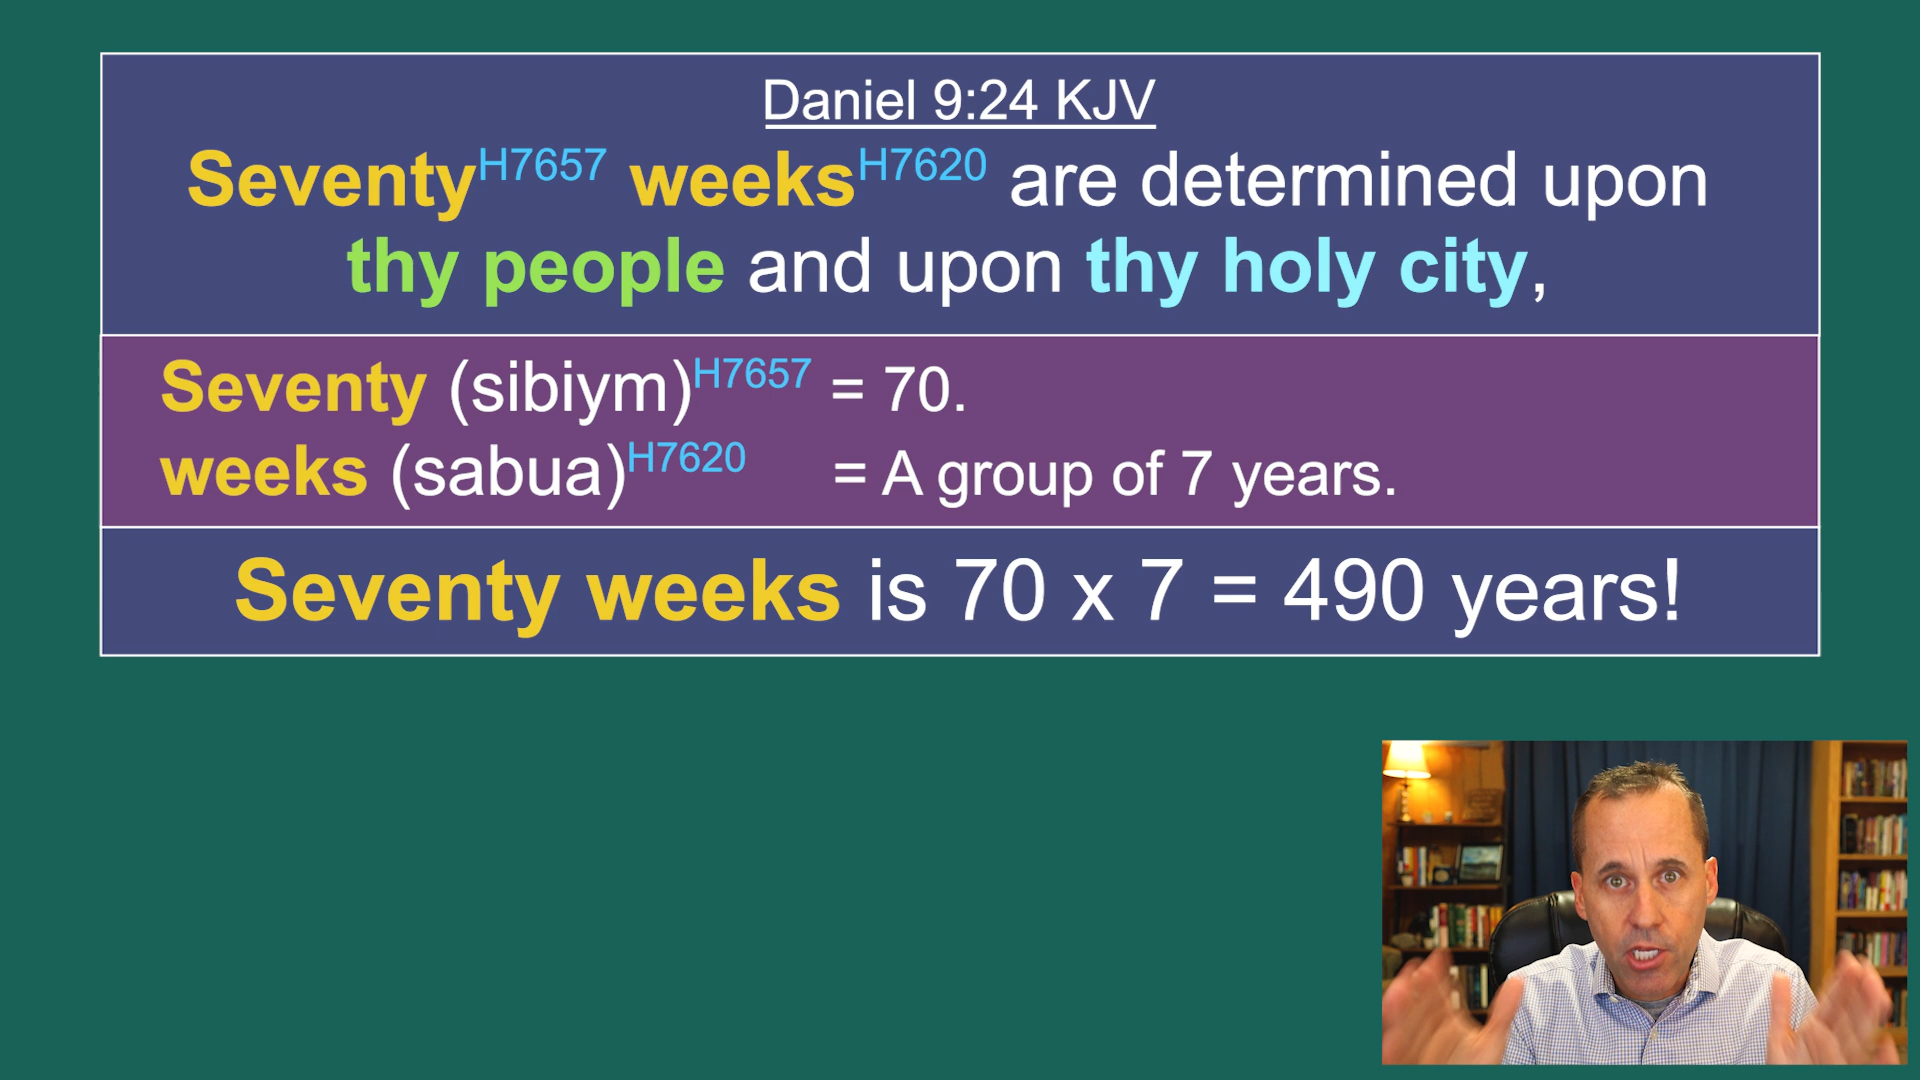 Daniel 9:24 KJV
SeventyH7657 weeksH7620 are determined upon
thy people and upon thy holy city,
Seventy (sibiym)H7657 = 70.
weeks (sabua)H7620 = A group of 7 years.
Seventy weeks is 70 x 7 = 490 years!